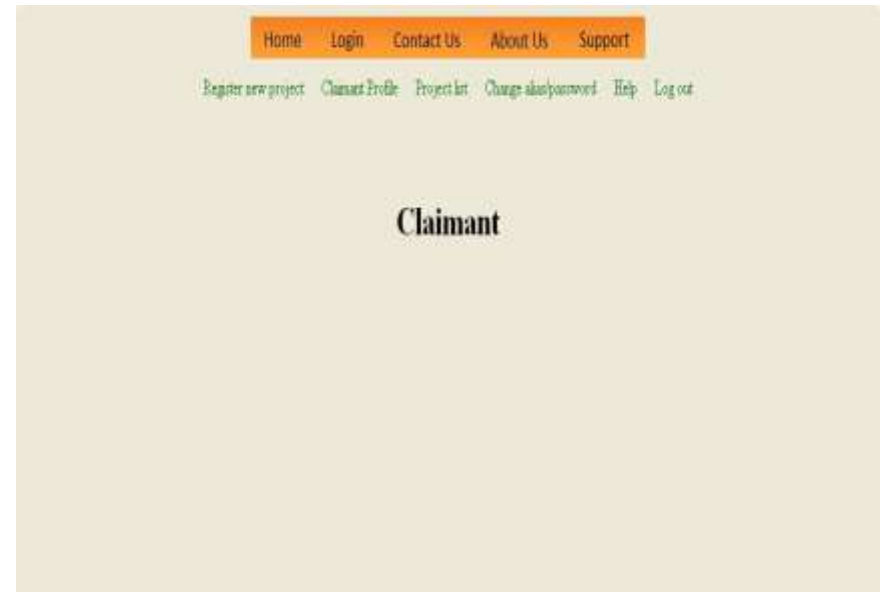 Home Login Contact Us About Us Support
Register new project Claimant Profile Project list Change alias/password Help Log out
Claimant